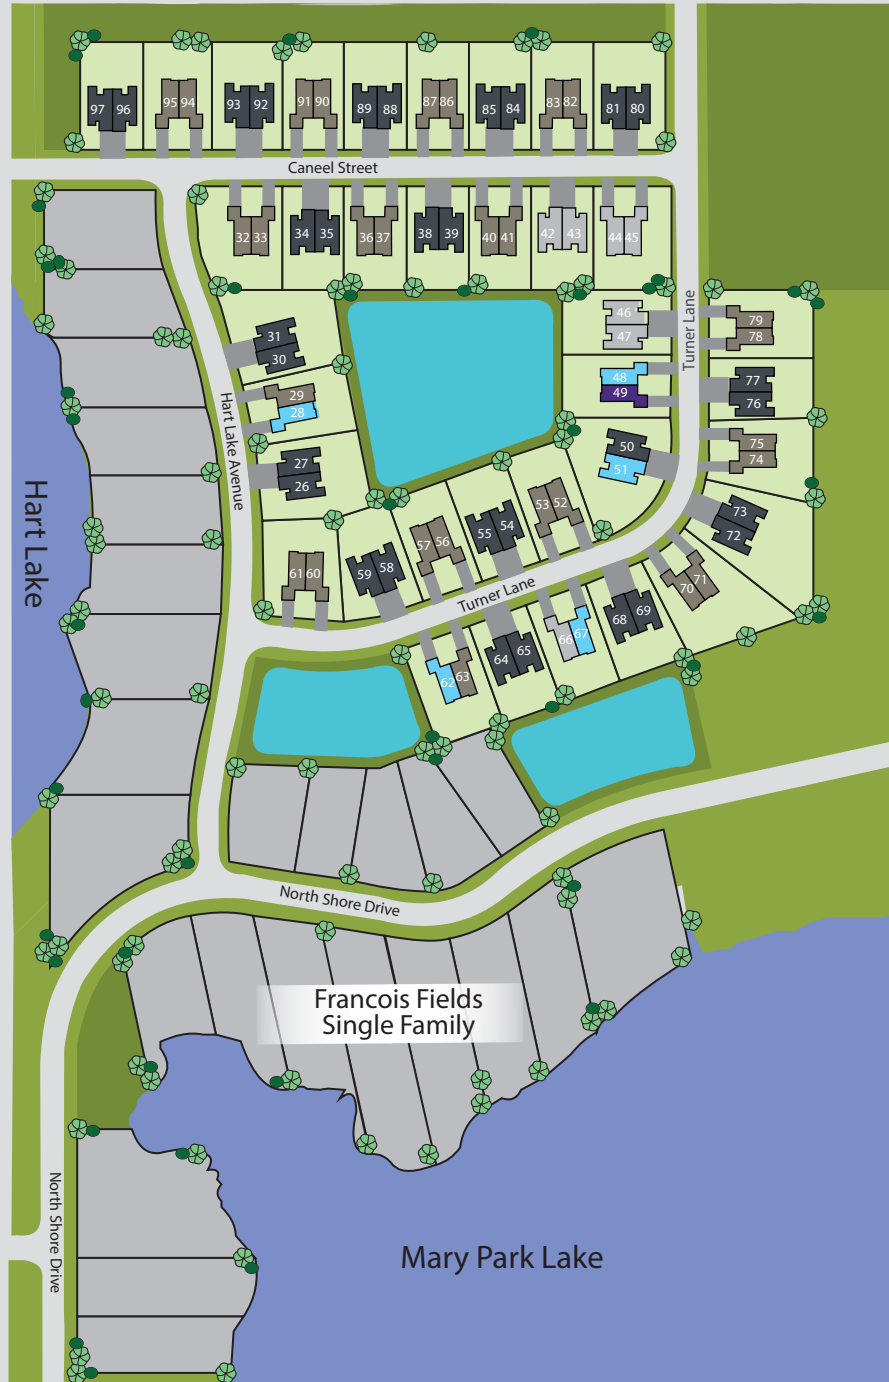 97 96 95 94 93 92 91 90 89 88 87 86 85 84 83 82 81 80
Caneel Street
32 33 34 35 36 37 38 39 40 41 42 43 44 45
31
30
29
28
27
26
Hart Lake Avenue
46
47
48
49
50
51
Turner Lane
79
78
77
76
75
74
73
72
71
70
61 60 59 58 57 56 55 54 53 52
Turner Lane
62 63 64 65 66 67 68 69
Hart Lake
North Shore Drive
Francois Fields
Single Family
North Shore Drive
Mary Park Lake